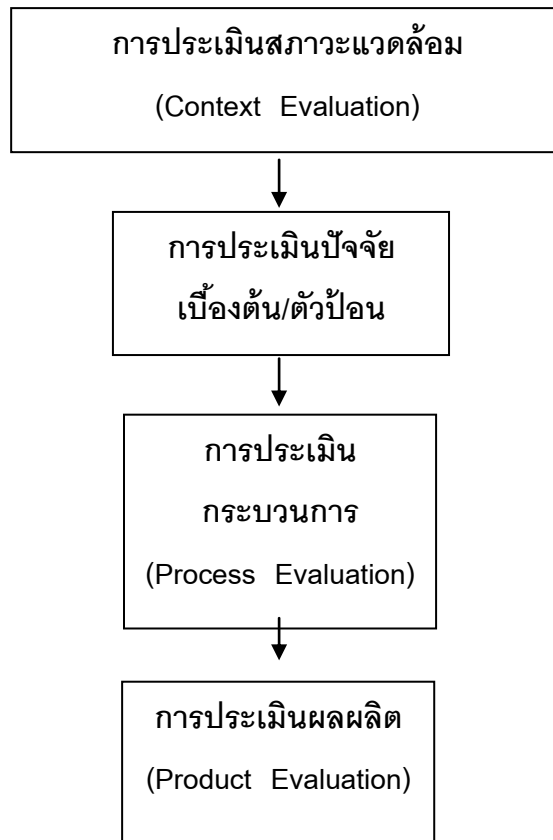 การประเมินสภาวะแวดล้อม
(Context Evaluation)
การประเมินปัจจัย
เบื้องต้น/ตัวป้อน
การประเมิน
กระบวนการ
(Process Evaluation)
การประเมินผลผลิต
(Product Evaluation)